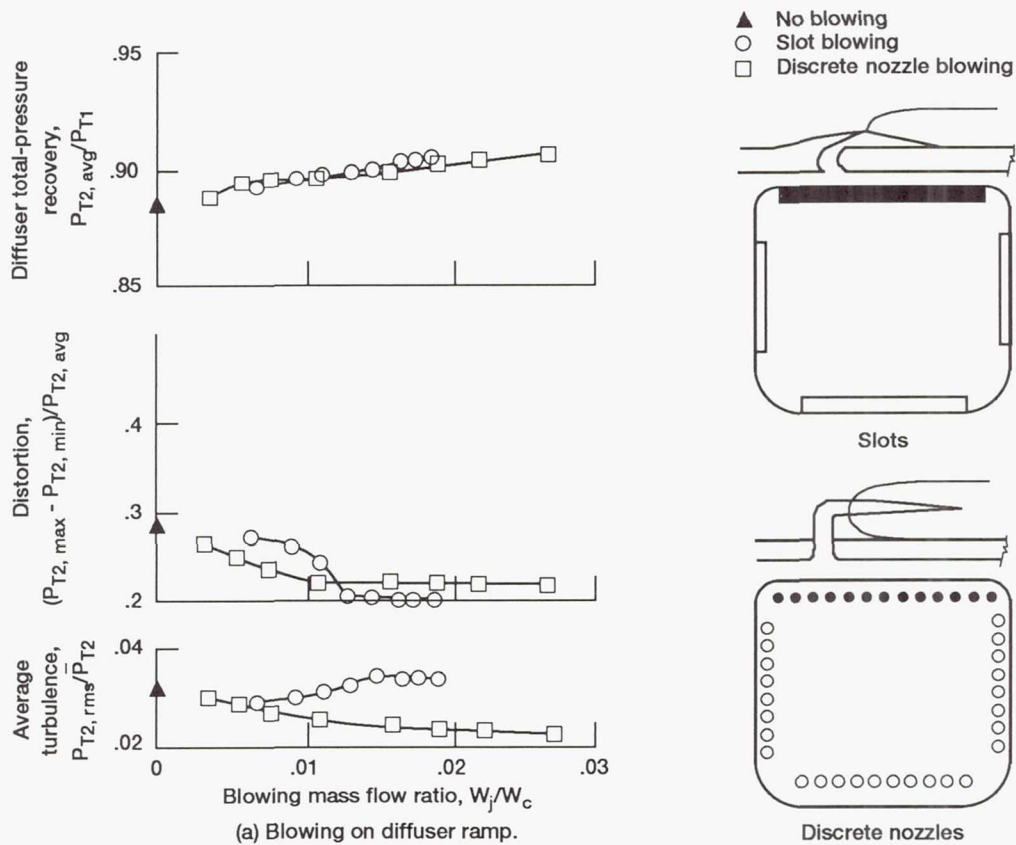 No blowing
Slot blowing
Discrete nozzle blowing
Diffuser total-pressure
recovery,
PT2, avg/PT1
.95
.90
.85
Distortion,
(PT2, max - PT2, min)/PT2, avg
.4
.3
.2
Average
turbulence,
PT2, rms/P̅T2
.04
.02
0
.01
.02
.03
Blowing mass flow ratio, Wj/Wc
(a) Blowing on diffuser ramp.
Slots
Discrete nozzles